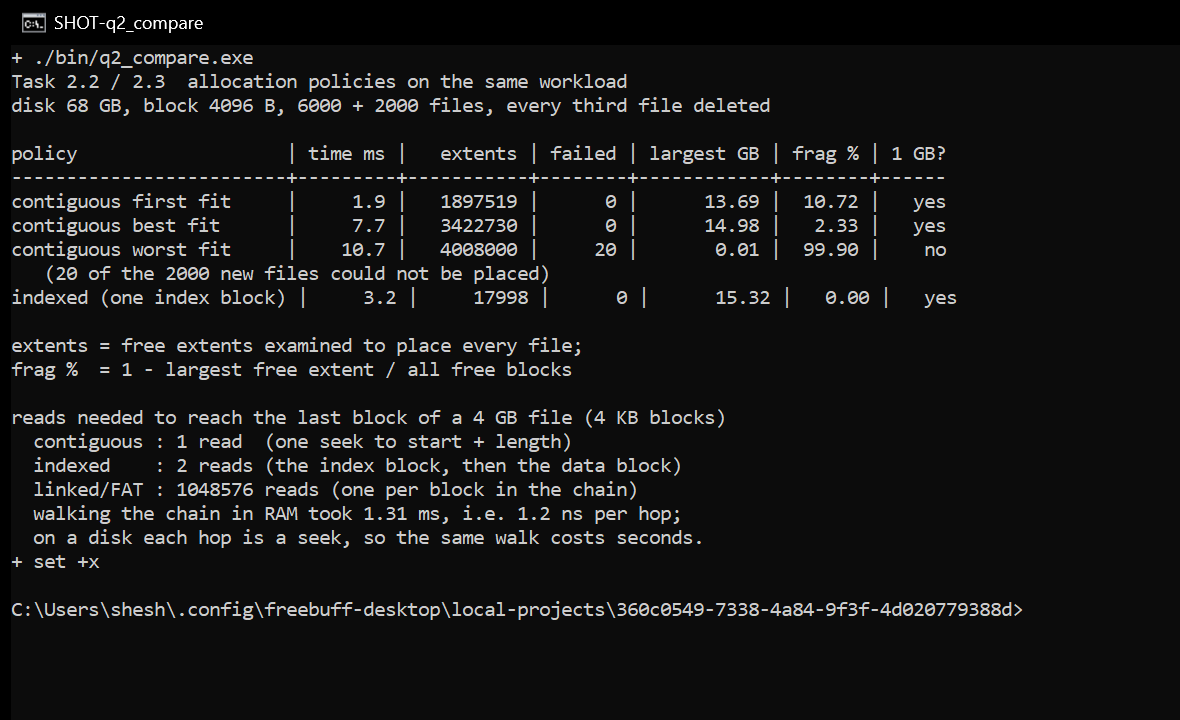 SHOT-q2_compare
+ ./bin/q2_compare.exe
Task 2.2 / 2.3  allocation policies on the same workload
disk 68 GB, block 4096 B, 6000 + 2000 files, every third file deleted

policy                   | time ms |   extents | failed | largest GB | frag % | 1 GB?
-------------------------+---------+-----------+--------+------------+--------+------
contiguous first fit     |     1.9 |   1897519 |      0 |      13.69 |  10.72 |   yes
contiguous best fit      |     7.7 |   3422730 |      0 |      14.98 |   2.33 |   yes
contiguous worst fit     |    10.7 |   4008000 |     20 |       0.01 |  99.90 |    no
   (20 of the 2000 new files could not be placed)
indexed (one index block) |     3.2 |     17998 |      0 |      15.32 |   0.00 |   yes

extents = free extents examined to place every file;
frag %  = 1 - largest free extent / all free blocks

reads needed to reach the last block of a 4 GB file (4 KB blocks)
  contiguous : 1 read  (one seek to start + length)
  indexed    : 2 reads (the index block, then the data block)
  linked/FAT : 1048576 reads (one per block in the chain)
  walking the chain in RAM took 1.31 ms, i.e. 1.2 ns per hop;
  on a disk each hop is a seek, so the same walk costs seconds.
+ set +x

C:\Users\shesh\.config\freebuff-desktop\local-projects\360c0549-7338-4a84-9f3f-4d020779388d>